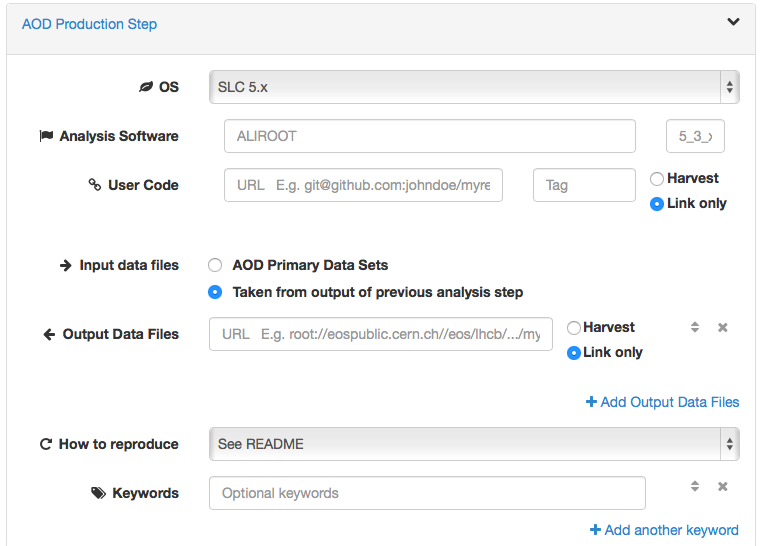 AOD Production Step
OS SLC 5.x
Analysis Software ALIROOT 5_3_x
User Code URL E.g. git@github.com:johndoe/myre Tag Harvest
Link only
Input data files AOD Primary Data Sets
Taken from output of previous analysis step
Output Data Files URL E.g. root://eospublic.cern.ch//eos/lhcb/.../my Harvest
Link only
Add Output Data Files
How to reproduce See README
Keywords Optional keywords
Add another keyword